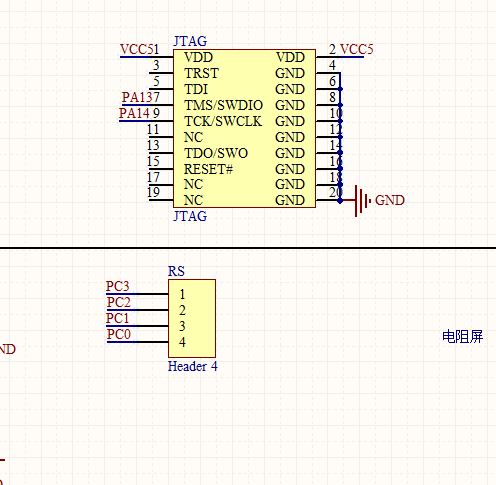 JTAG
VCC5 1 VDD VDD 2 VCC5
3 TRST GND 4
5 TDI GND 6
PA13 7 TMS/SWDIO GND 8
PA14 9 TCK/SWCLK GND 10
11 NC GND 12
13 TDO/SWO GND 14
15 RESET# GND 16
17 NC GND 18
19 NC GND 20 GND
JTAG
RS
PC3 1
PC2 2
PC1 3
PC0 4
电阻屏
ND
Header 4